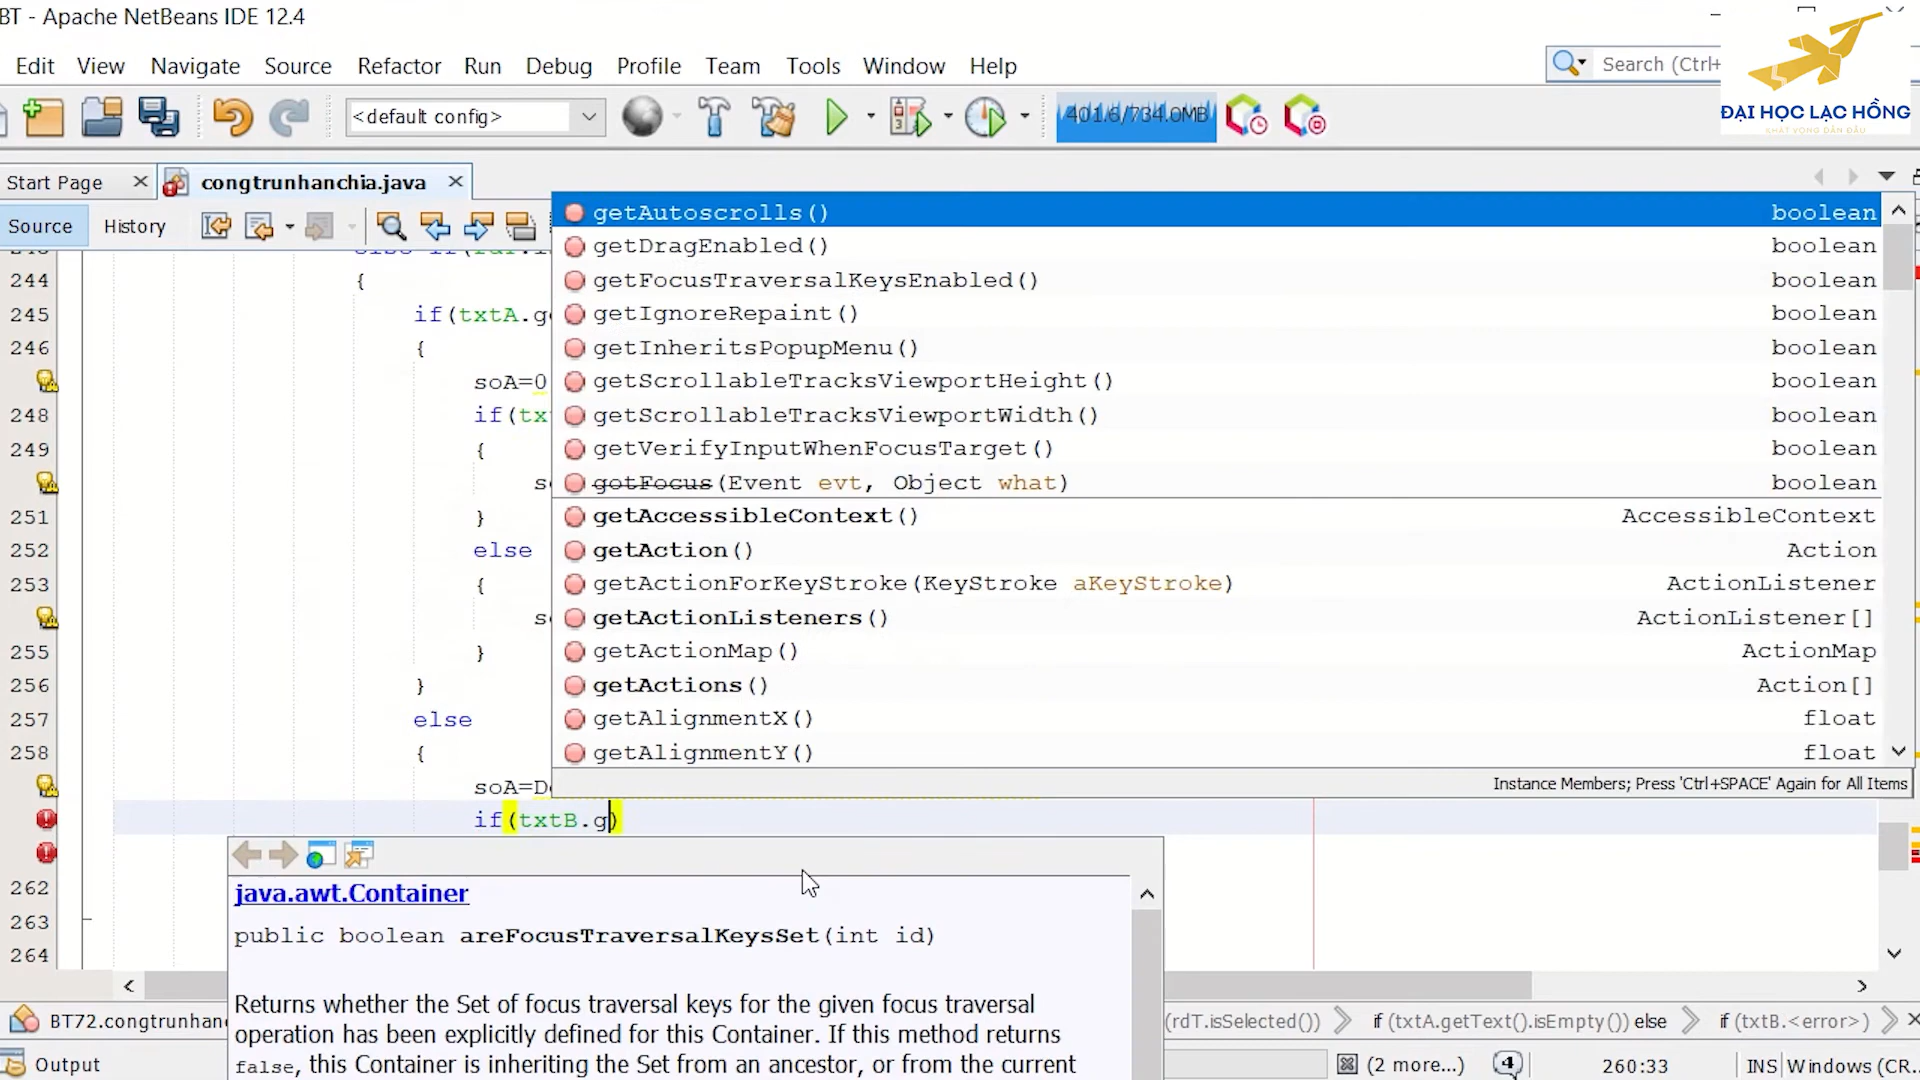 BT - Apache NetBeans IDE 12.4
Edit View Navigate Source Refactor Run Debug Profile Team Tools Window Help
Search (Ctrl+
<default config>
401.6/734.0MB
ĐẠI HỌC LẠC HỒNG
KHÁT VỌNG DẪN ĐẦU
Start Page
congtrunhanchia.java
Source History
244 {
245 if(txtA.ge
246 {
soA=0
248 if(tx
249 {
so
251 }
252 else
253 {
so
255 }
256 }
257 else
258 {
soA=D
if(txtB.g)
262
263
264
getAutoscrolls() boolean
getDragEnabled() boolean
getFocusTraversalKeysEnabled() boolean
getIgnoreRepaint() boolean
getInheritsPopupMenu() boolean
getScrollableTracksViewportHeight() boolean
getScrollableTracksViewportWidth() boolean
getVerifyInputWhenFocusTarget() boolean
gotFocus(Event evt, Object what) boolean
getAccessibleContext() AccessibleContext
getAction() Action
getActionForKeyStroke(KeyStroke aKeyStroke) ActionListener
getActionListeners() ActionListener[]
getActionMap() ActionMap
getActions() Action[]
getAlignmentX() float
getAlignmentY() float
Instance Members; Press 'Ctrl+SPACE' Again for All Items
java.awt.Container
public boolean areFocusTraversalKeysSet(int id)
Returns whether the Set of focus traversal keys for the given focus traversal
operation has been explicitly defined for this Container. If this method returns
false, this Container is inheriting the Set from an ancestor, or from the current
BT72.congtrunhan
(rdT.isSelected()) if (txtA.getText().isEmpty()) else if (txtB.<error>)
Output
(2 more...) 4 260:33 INS Windows (CR...